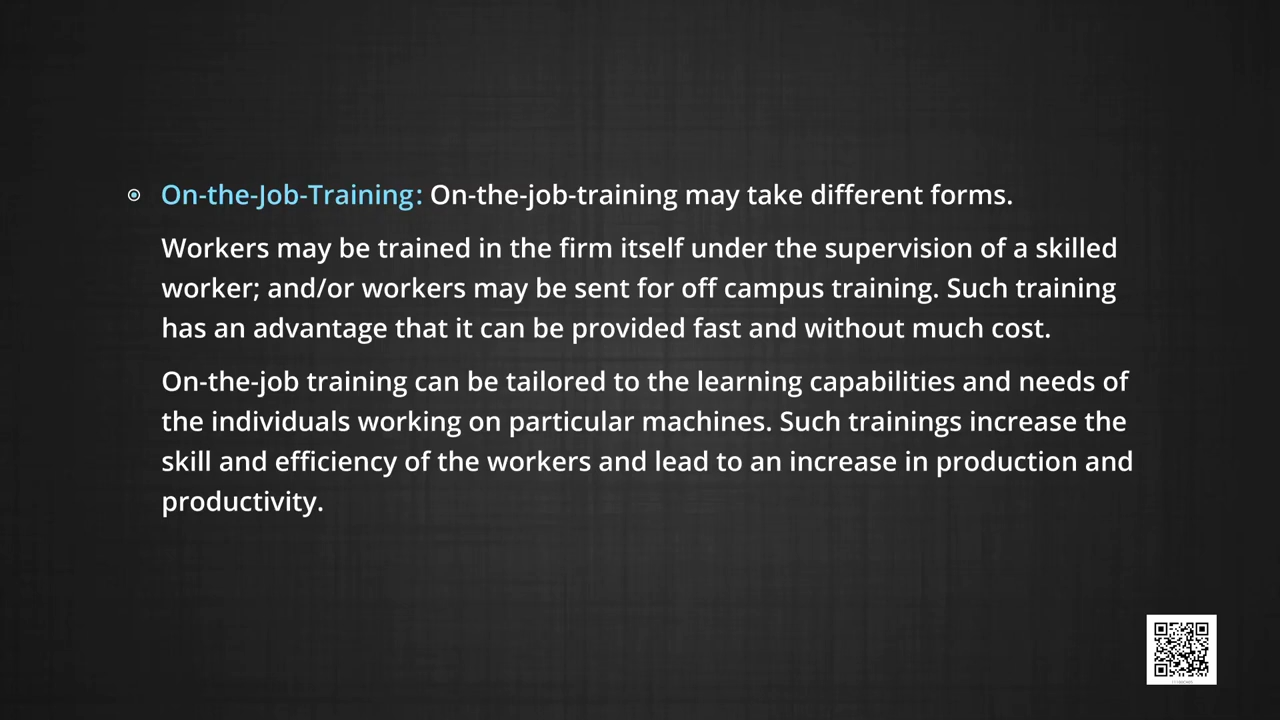 On-the-Job-Training: On-the-job-training may take different forms.
Workers may be trained in the firm itself under the supervision of a skilled
worker; and/or workers may be sent for off campus training. Such training
has an advantage that it can be provided fast and without much cost.
On-the-job training can be tailored to the learning capabilities and needs of
the individuals working on particular machines. Such trainings increase the
skill and efficiency of the workers and lead to an increase in production and
productivity.